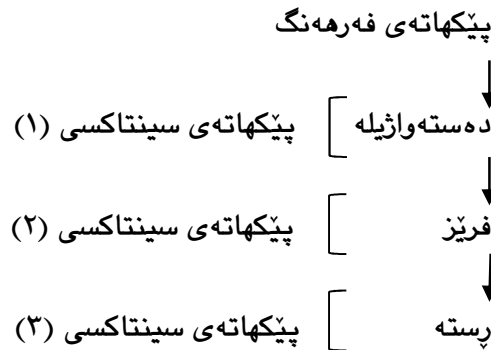 پێکهاتەی فەرهەنگ
دەستەواژیلە پێکهاتەی سینتاکسی (١)
فرێز پێکهاتەی سینتاکسی (٢)
ڕستە پێکهاتەی سینتاکسی (٣)